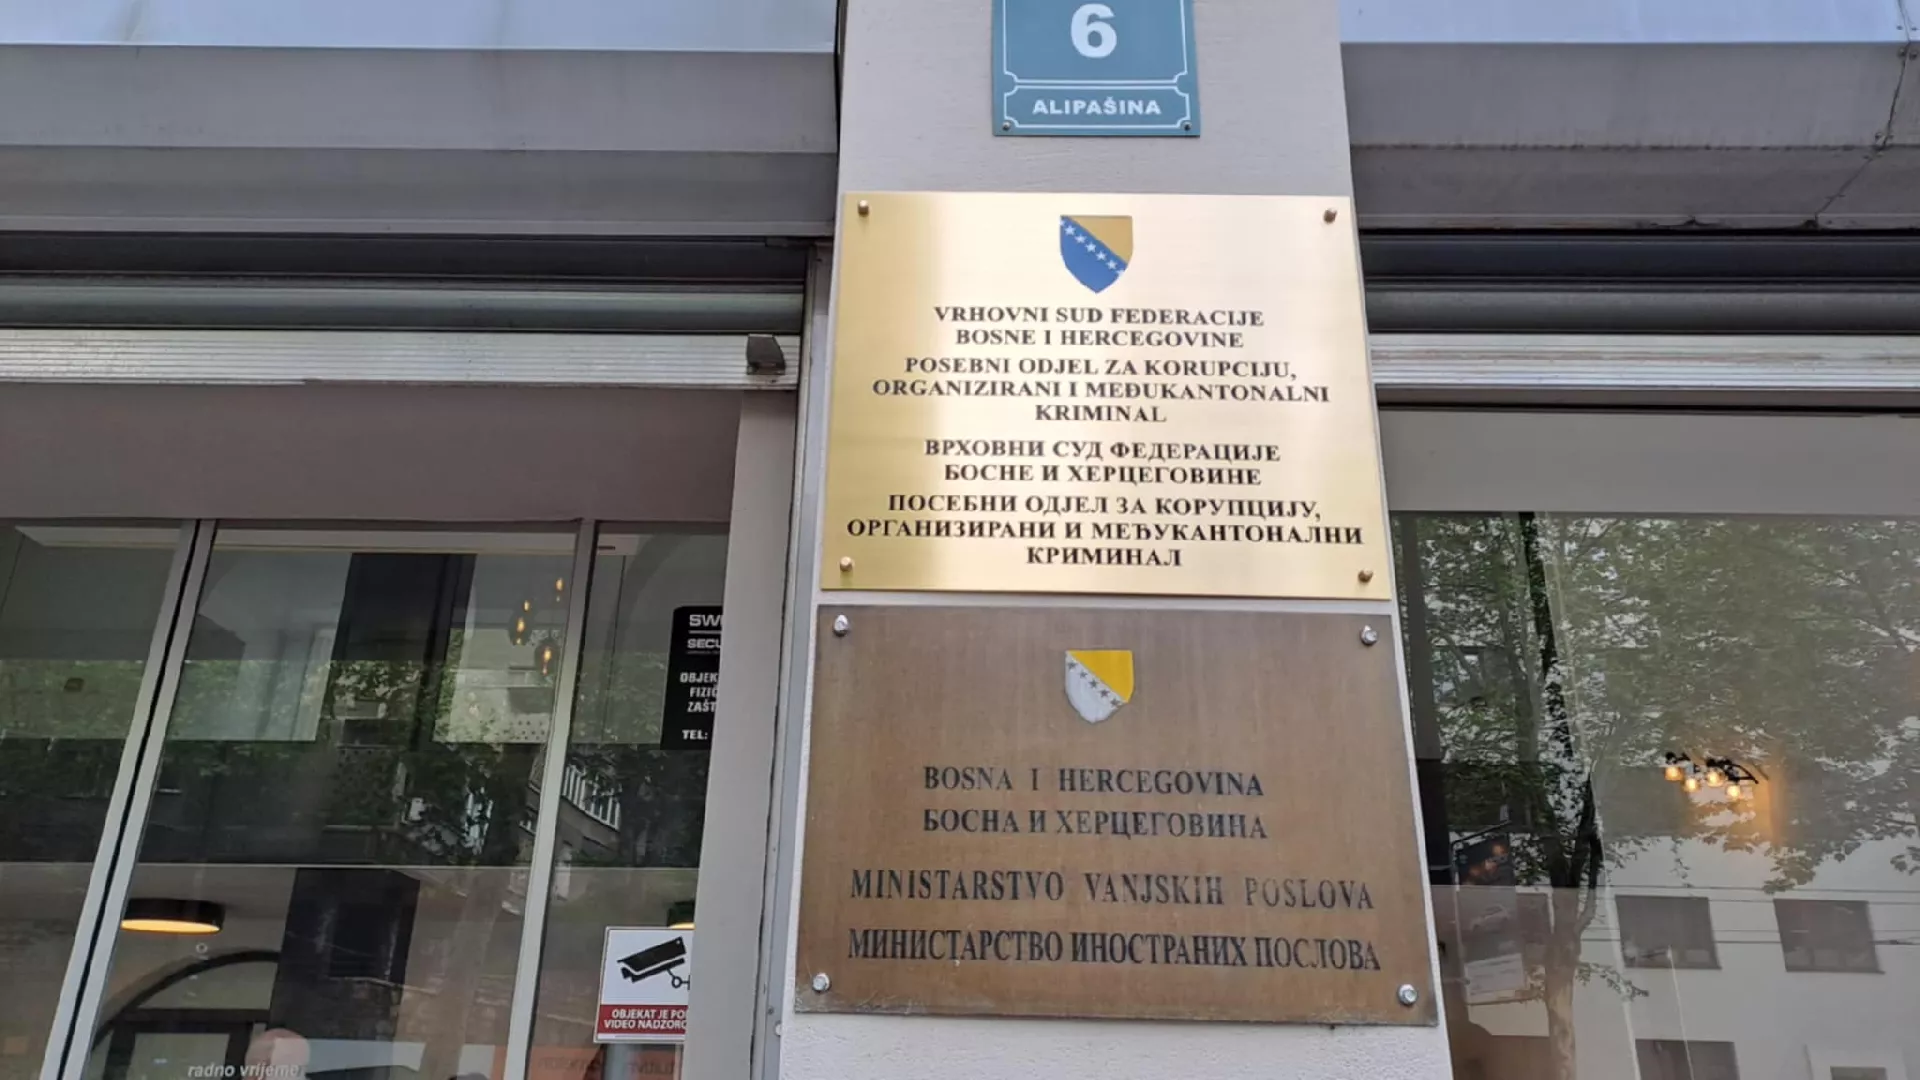 6
ALIPAŠINA
VRHOVNI SUD FEDERACIJE
BOSNE I HERCEGOVINE
POSEBNI ODJEL ZA KORUPCIJU,
ORGANIZIRANI I MEĐUKANTONALNI
KRIMINAL
ВРХОВНИ СУД ФЕДЕРАЦИЈЕ
БОСНЕ И ХЕРЦЕГОВИНЕ
ПОСЕБНИ ОДЈЕЛ ЗА КОРУПЦИЈУ,
ОРГАНИЗИРАНИ И МЕЂУКАНТОНАЛНИ
КРИМИНАЛ
BOSNA I HERCEGOVINA
БОСНА И ХЕРЦЕГОВИНА
MINISTARSTVO VANJSKIH POSLOVA
МИНИСТАРСТВО ИНОСТРАНИХ ПОСЛОВА
TEL:
OBJEKAT JE
VIDEO
radno vrijeme